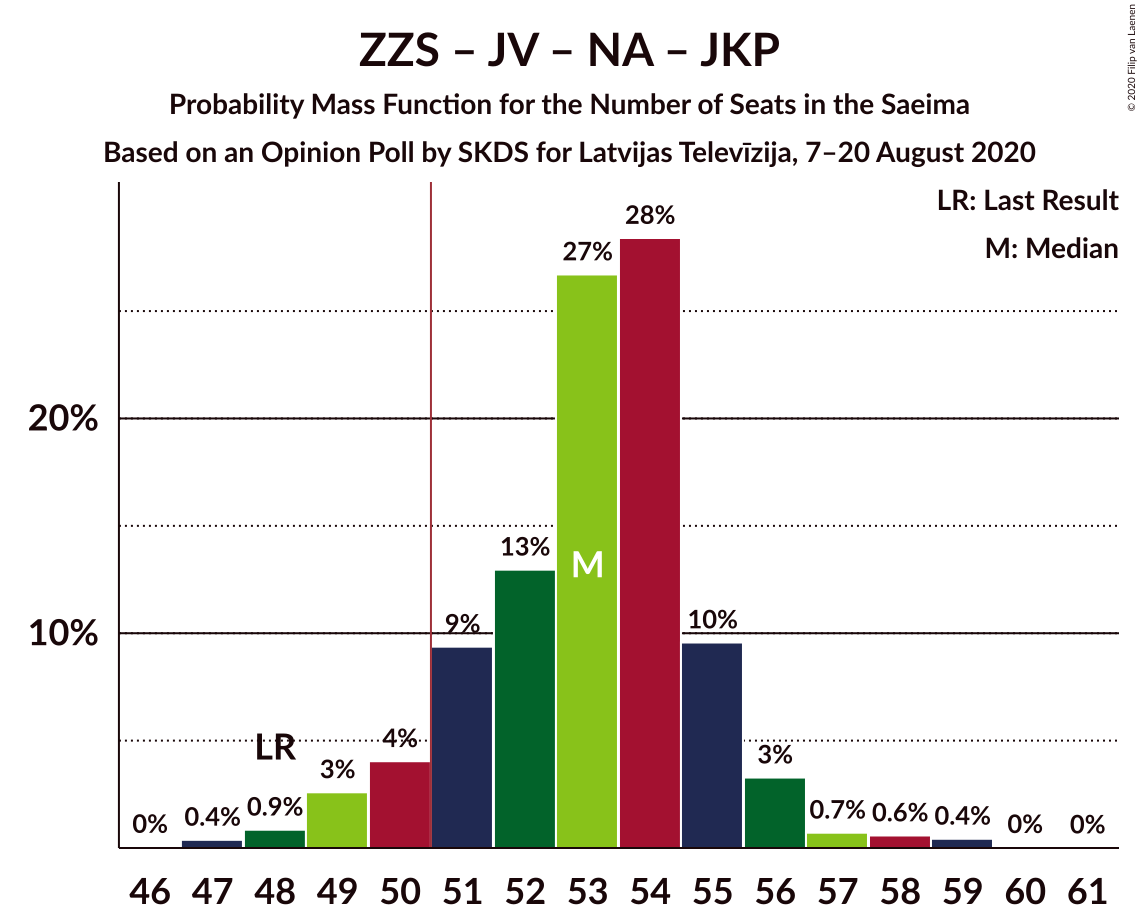 ZZS – JV – NA – JKP
Probability Mass Function for the Number of Seats in the Saeima
Based on an Opinion Poll by SKDS for Latvijas Televīzija, 7–20 August 2020
© 2020 Filip van Laenen
LR: Last Result
M: Median
28%
27%
20%
13%
M
10%
9%
10%
LR
3%
4%
3%
0%
0.4%
0.9%
0.7%
0.6%
0.4%
0%
0%
46 47 48 49 50 51 52 53 54 55 56 57 58 59 60 61